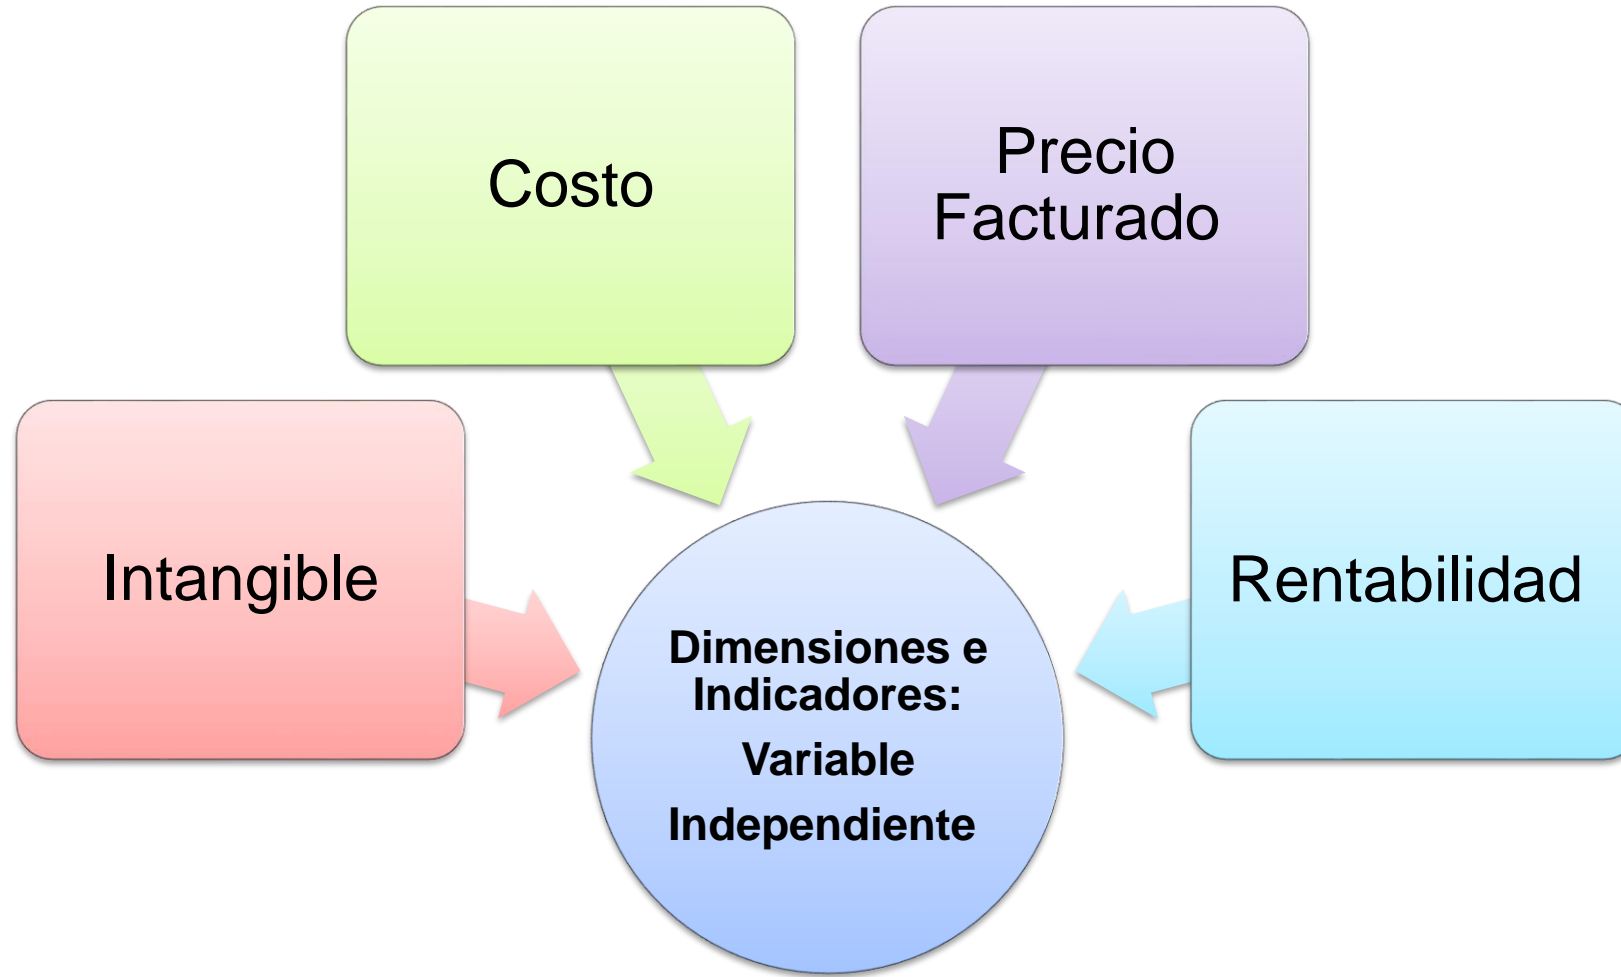 Costo
Precio
Facturado
Intangible
Rentabilidad
Dimensiones e
Indicadores:
Variable
Independiente